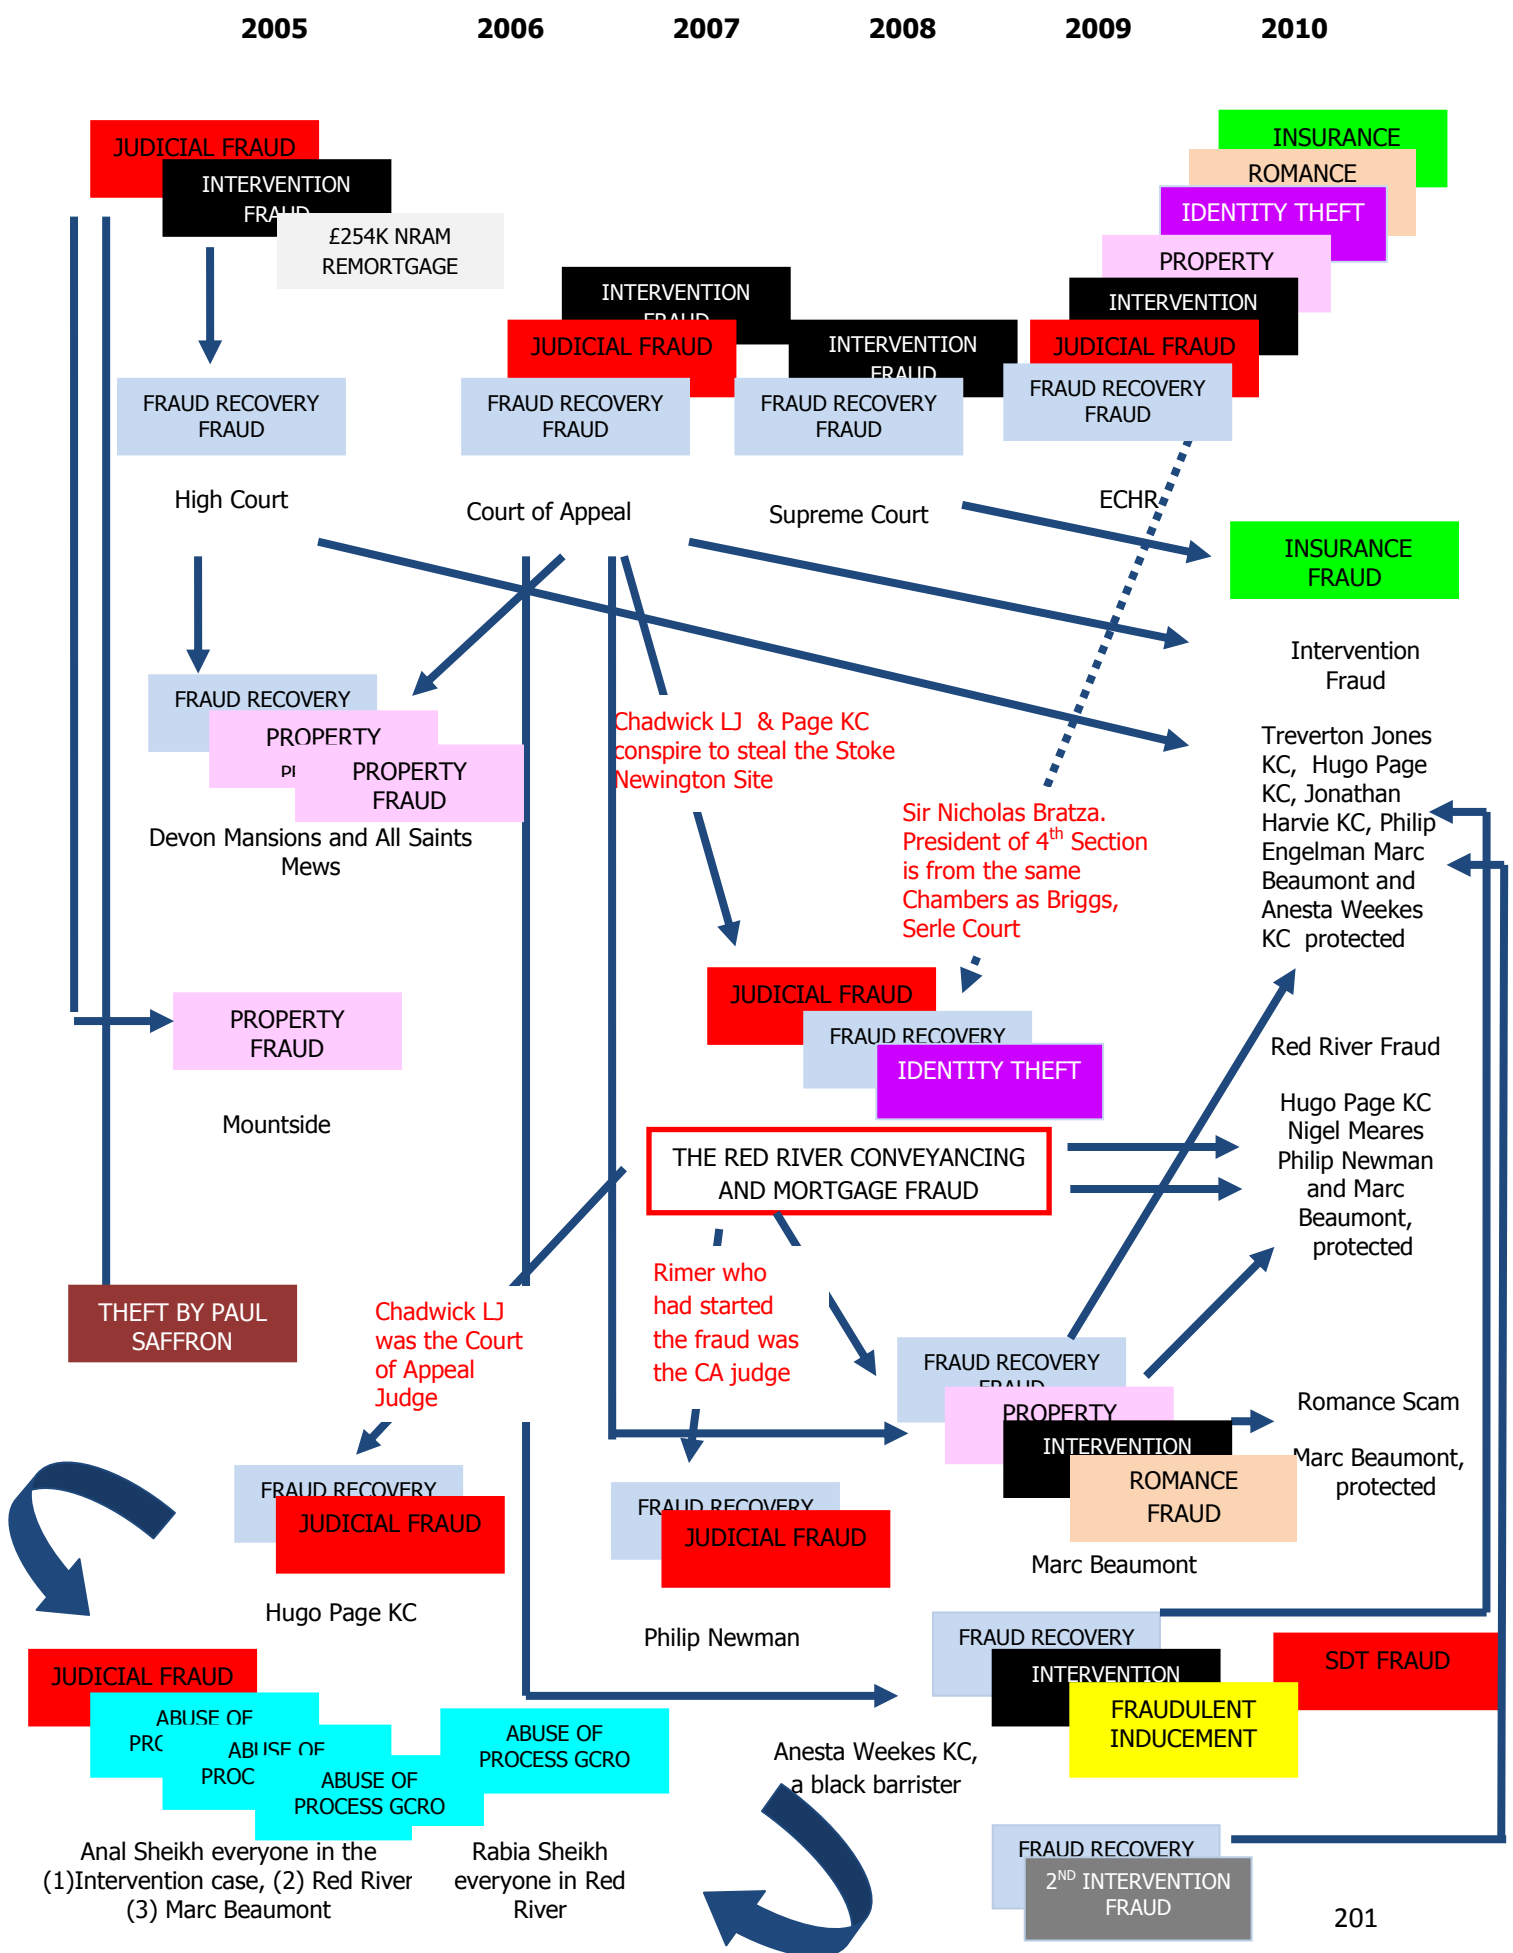 2005 2006 2007 2008 2009 2010
JUDICIAL FRAUD
INTERVENTION
FRAUD
£254K NRAM
REMORTGAGE
INTERVENTION
FRAUD
JUDICIAL FRAUD
INTERVENTION
FRAUD
INSURANCE
ROMANCE
IDENTITY THEFT
PROPERTY
INTERVENTION
JUDICIAL FRAUD
FRAUD RECOVERY
FRAUD
FRAUD RECOVERY
FRAUD
FRAUD RECOVERY
FRAUD
FRAUD RECOVERY
FRAUD
High Court
Court of Appeal
Supreme Court
ECHR
INSURANCE
FRAUD
Intervention
Fraud
Treverton Jones
KC, Hugo Page
KC, Jonathan
Harvie KC, Philip
Engelman Marc
Beaumont and
Anesta Weekes
KC protected
FRAUD RECOVERY
PROPERTY
PROPERTY
FRAUD
Devon Mansions and All Saints
Mews
Chadwick LJ & Page KC
conspire to steal the Stoke
Newington Site
Sir Nicholas Bratza.
President of 4th Section
is from the same
Chambers as Briggs,
Serle Court
PROPERTY
FRAUD
Mountside
JUDICIAL FRAUD
FRAUD RECOVERY
IDENTITY THEFT
Red River Fraud
Hugo Page KC
Nigel Meares
Philip Newman
and Marc
Beaumont,
protected
THE RED RIVER CONVEYANCING
AND MORTGAGE FRAUD
THEFT BY PAUL
SAFFRON
Chadwick LJ
was the Court
of Appeal
Judge
Rimer who
had started
the fraud was
the CA judge
FRAUD RECOVERY
FRAUD
PROPERTY
INTERVENTION
ROMANCE
FRAUD
Marc Beaumont
Romance Scam
Marc Beaumont,
protected
FRAUD RECOVERY
JUDICIAL FRAUD
Hugo Page KC
FRAUD RECOVERY
JUDICIAL FRAUD
Philip Newman
FRAUD RECOVERY
INTERVENTION
FRAUDULENT
INDUCEMENT
SDT FRAUD
Anesta Weekes KC,
a black barrister
JUDICIAL FRAUD
ABUSE OF
ABUSE OF
ABUSE OF
PROCESS GCRO
ABUSE OF
PROCESS GCRO
Anal Sheikh everyone in the
(1)Intervention case, (2) Red River
(3) Marc Beaumont
Rabia Sheikh
everyone in Red
River
FRAUD RECOVERY
2ND INTERVENTION
FRAUD
201